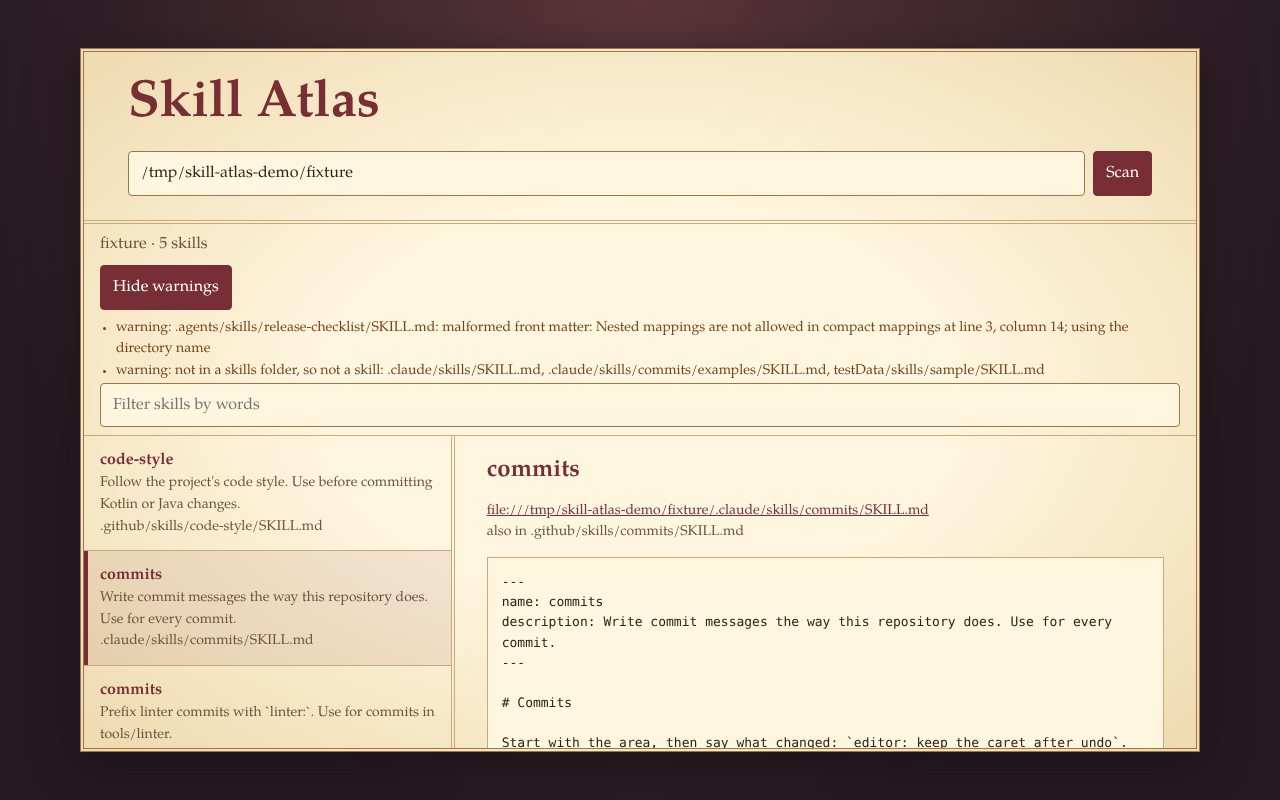 Skill Atlas
/tmp/skill-atlas-demo/fixture
Scan
fixture · 5 skills
Hide warnings
• warning: .agents/skills/release-checklist/SKILL.md: malformed front matter: Nested mappings are not allowed in compact mappings at line 3, column 14; using the
directory name
• warning: not in a skills folder, so not a skill: .claude/skills/SKILL.md, .claude/skills/commits/examples/SKILL.md, testData/skills/sample/SKILL.md
Filter skills by words
code-style
Follow the project's code style. Use before committing
Kotlin or Java changes.
.github/skills/code-style/SKILL.md
commits
Write commit messages the way this repository does.
Use for every commit.
.claude/skills/commits/SKILL.md
commits
Prefix linter commits with `linter:`. Use for commits in
tools/linter.
commits
file:///tmp/skill-atlas-demo/fixture/.claude/skills/commits/SKILL.md
also in .github/skills/commits/SKILL.md
---
name: commits
description: Write commit messages the way this repository does. Use for every
commit.
---
# Commits
Start with the area, then say what changed: `editor: keep the caret after undo`.